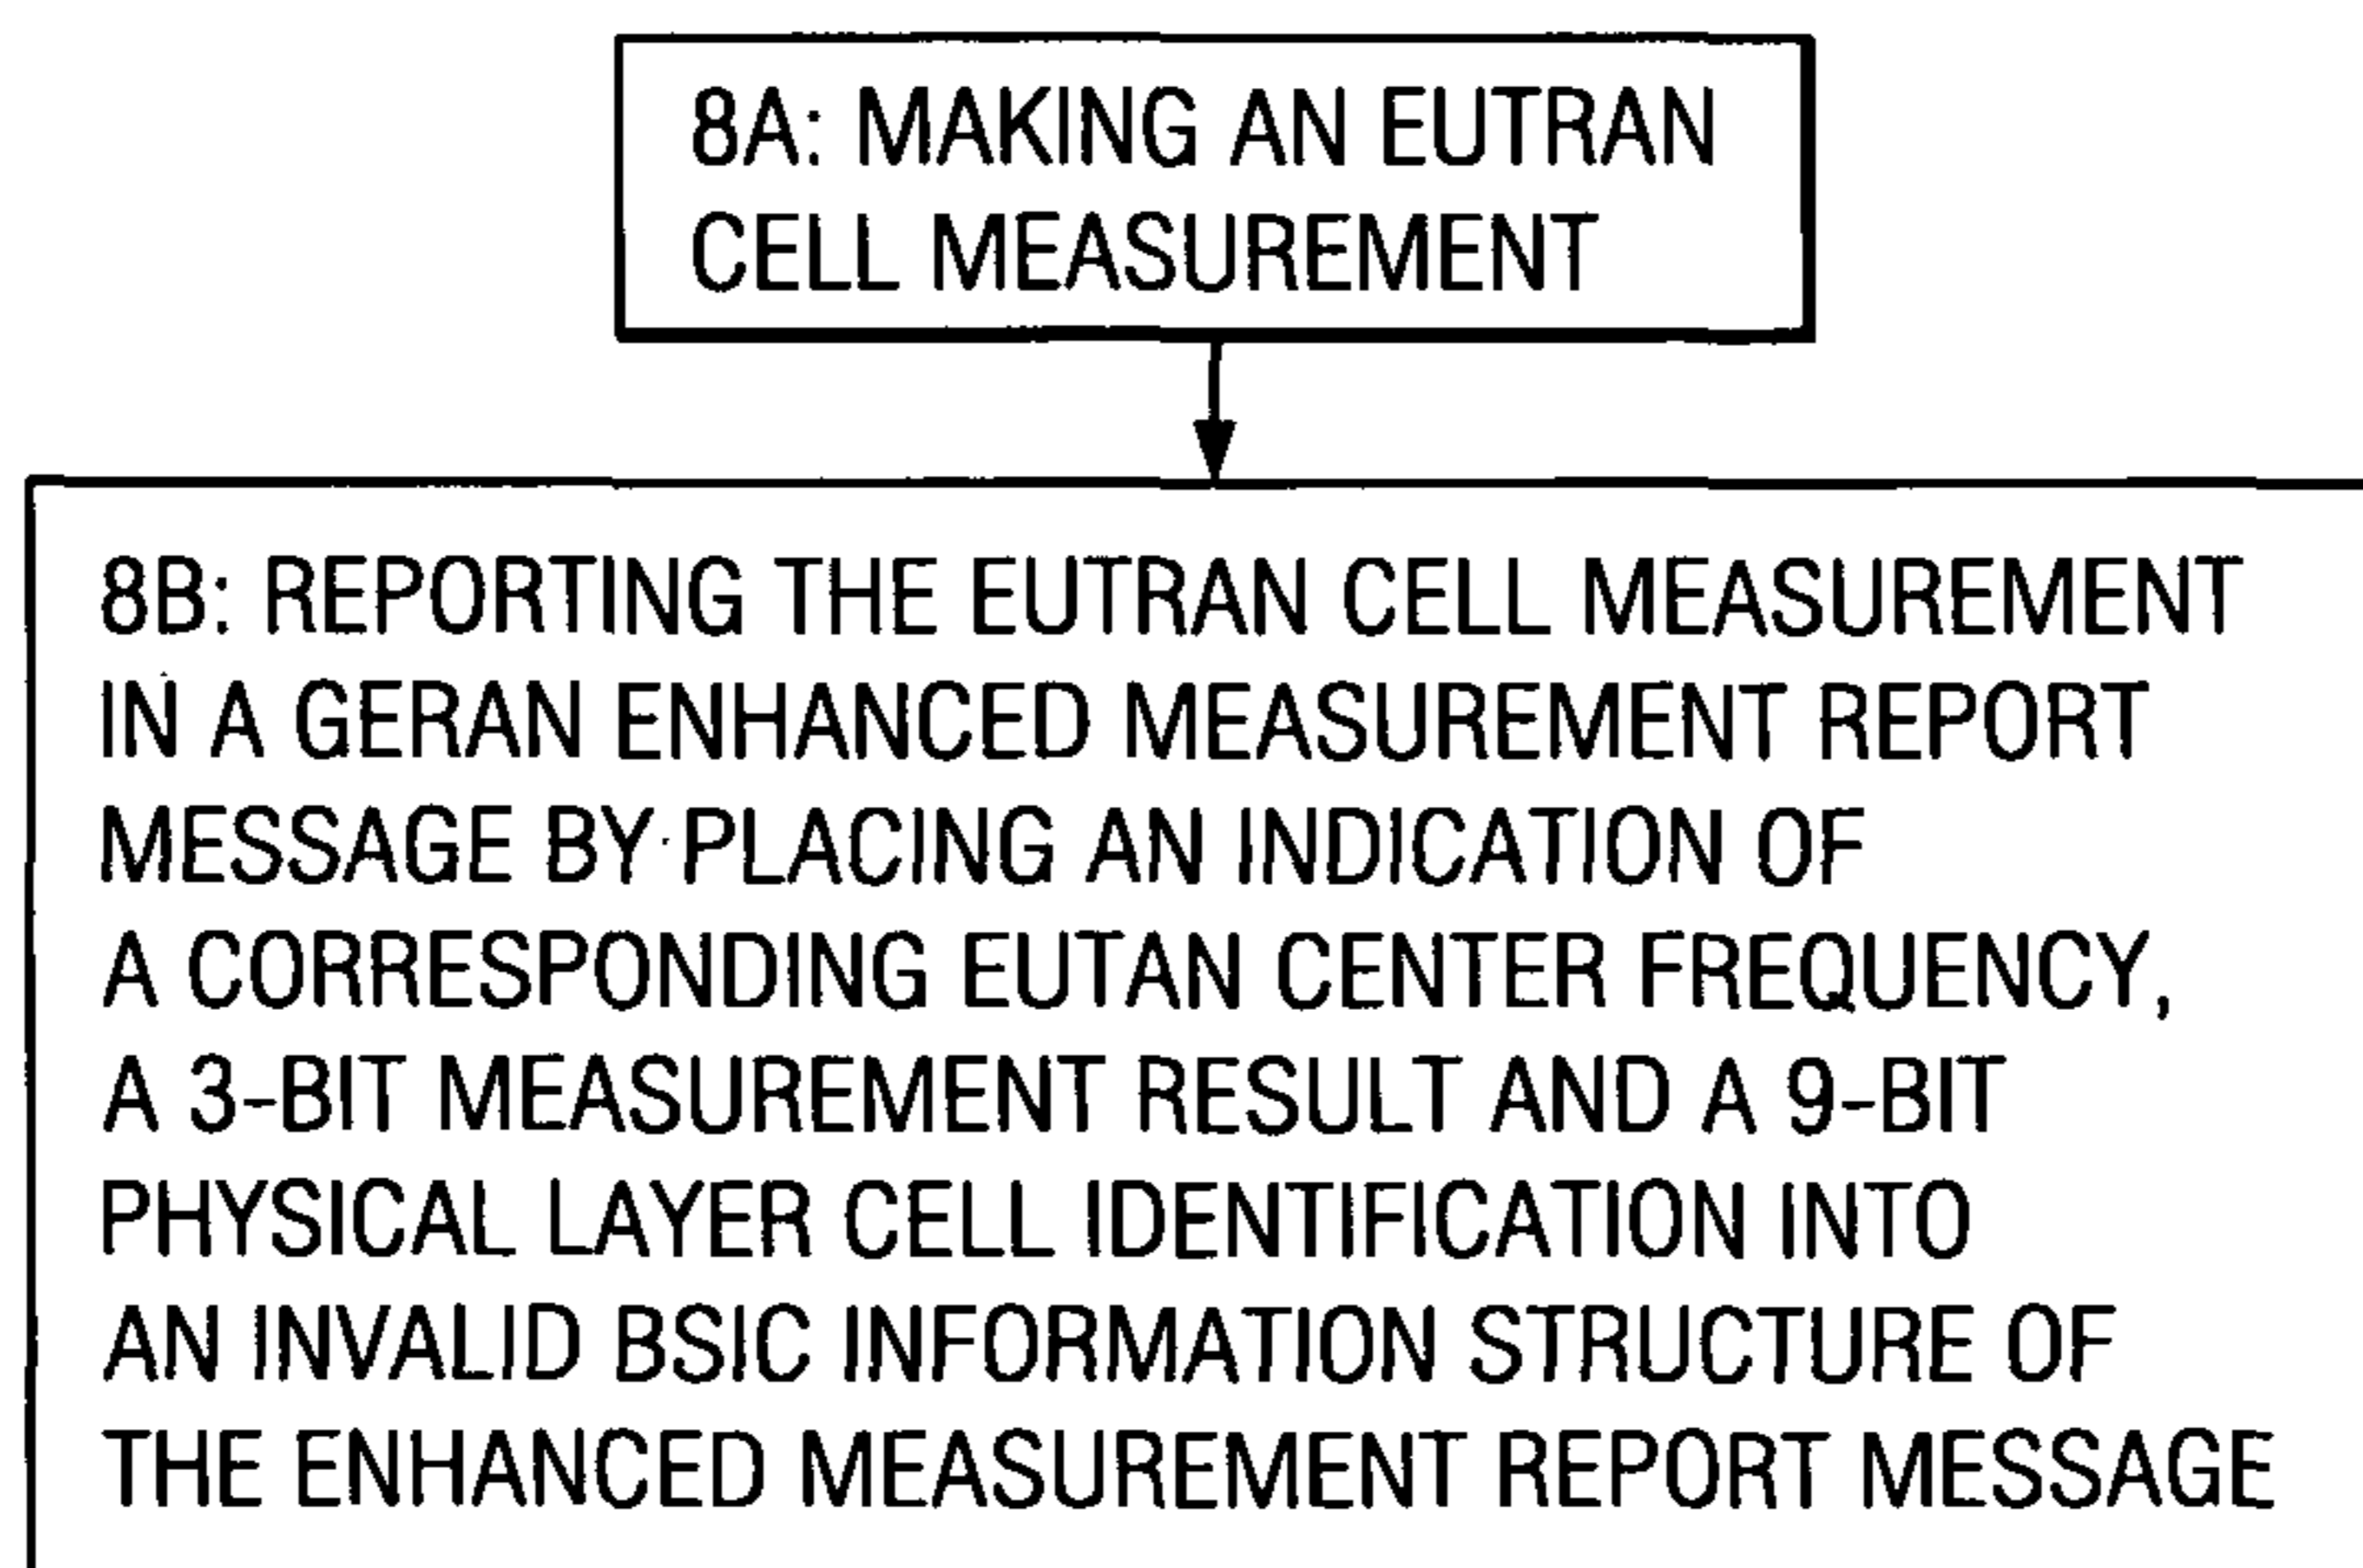 8A: MAKING AN EUTRAN
CELL MEASUREMENT
8B: REPORTING THE EUTRAN CELL MEASUREMENT
IN A GERAN ENHANCED MEASUREMENT REPORT
MESSAGE BY PLACING AN INDICATION OF
A CORRESPONDING EUTAN CENTER FREQUENCY,
A 3-BIT MEASUREMENT RESULT AND A 9-BIT
PHYSICAL LAYER CELL IDENTIFICATION INTO
AN INVALID BSIC INFORMATION STRUCTURE OF
THE ENHANCED MEASUREMENT REPORT MESSAGE